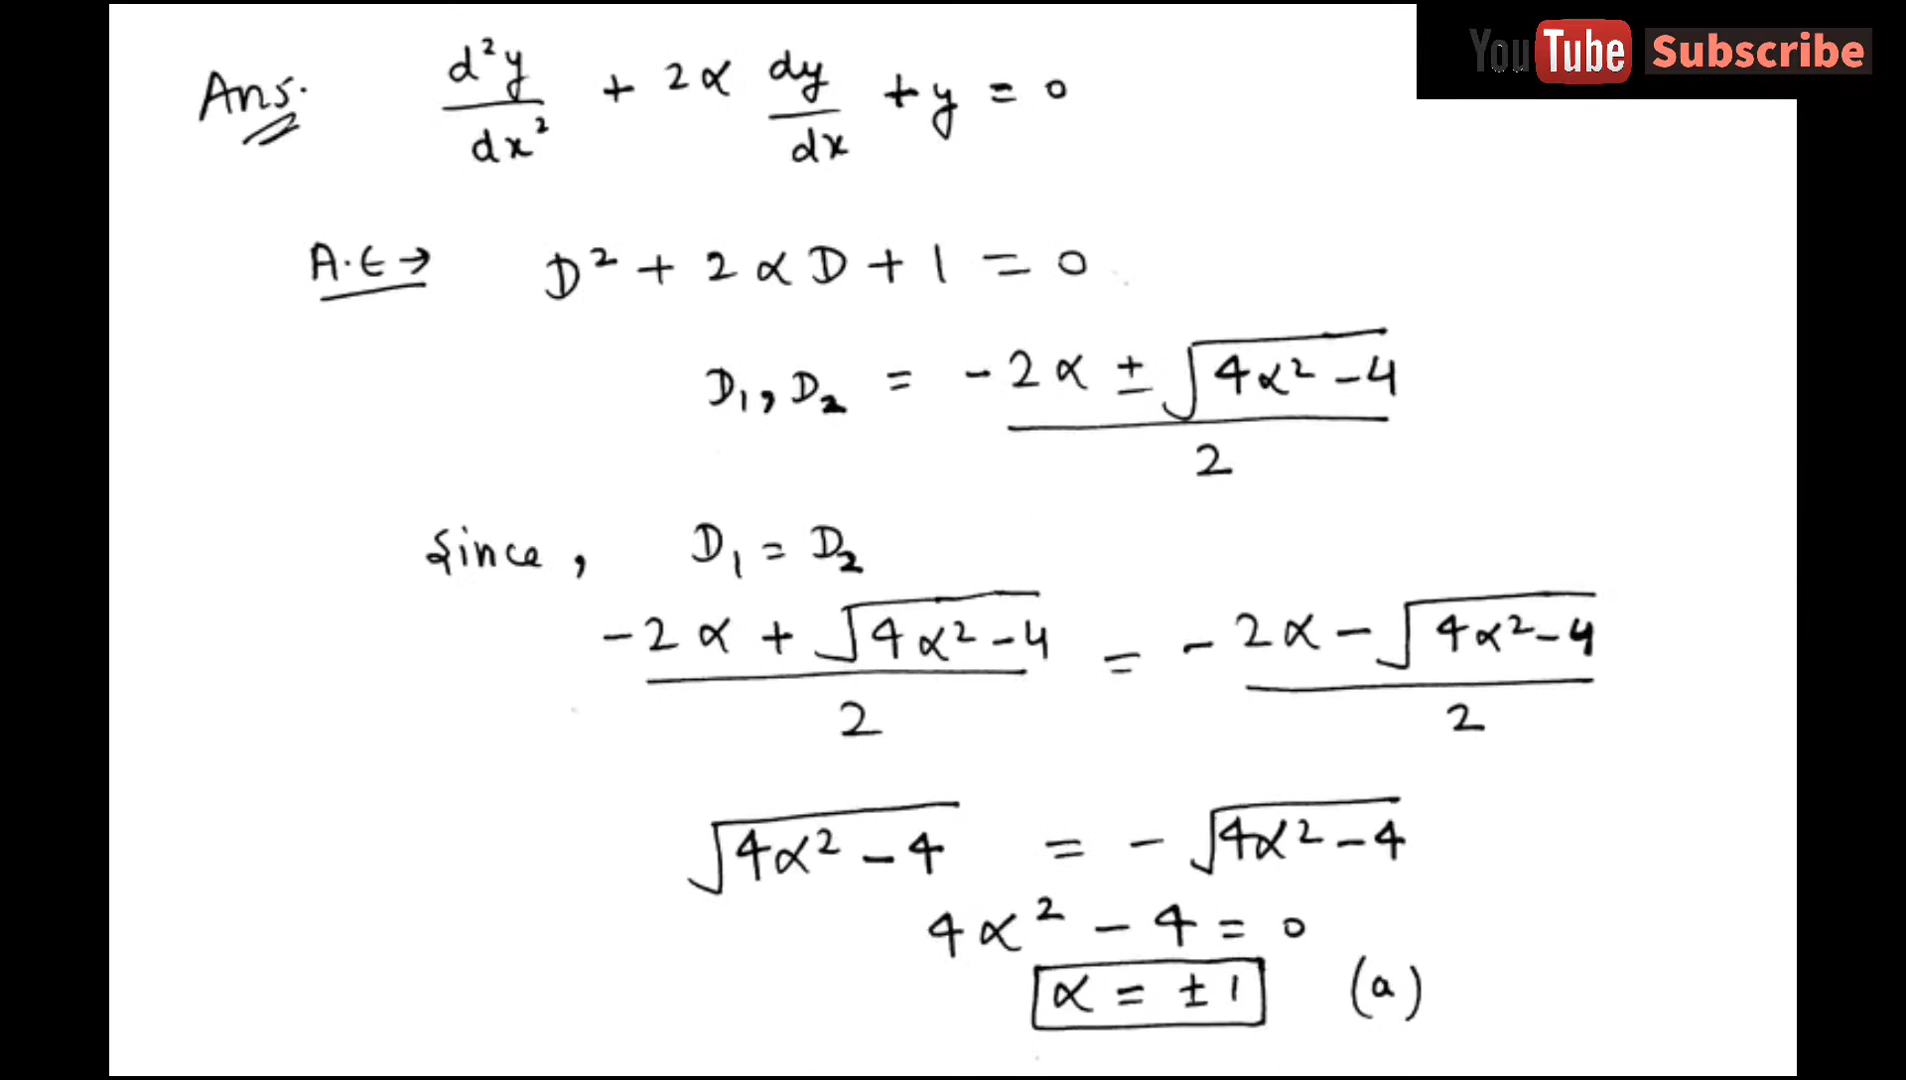 YouTube Subscribe
Ans. d²y/dx² + 2α dy/dx + y = 0
A.E → D² + 2αD + 1 = 0
D₁, D₂ = -2α ± √(4α² - 4) / 2
Since, D₁ = D₂
-2α + √(4α² - 4) / 2 = -2α - √(4α² - 4) / 2
√(4α² - 4) = - √(4α² - 4)
4α² - 4 = 0
α = ± 1 (a)